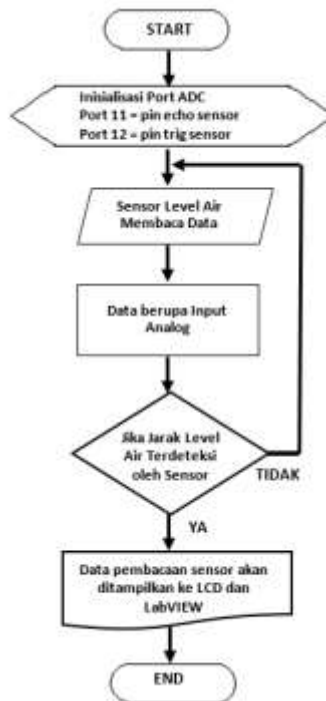 START
Inisialisasi Port ADC
Port 11 = pin echo sensor
Port 12 = pin trig sensor
Sensor Level Air
Membaca Data
Data berupa Input
Analog
Jika Jarak Level
Air Terdeteksi
oleh Sensor
TIDAK
YA
Data pembacaan sensor akan
ditampilkan ke LCD dan
LabVIEW
END